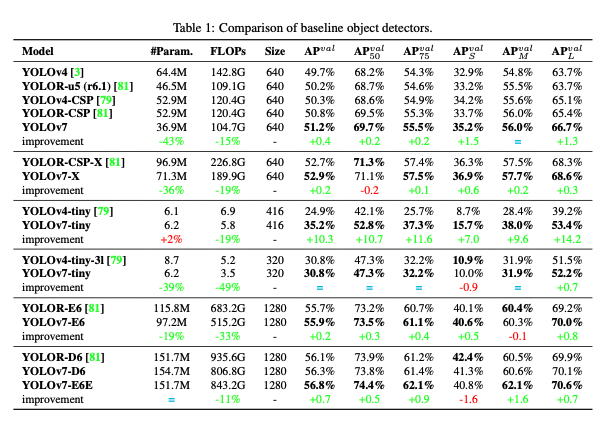 Table 1: Comparison of baseline object detectors.
Model #Param. FLOPs Size AP^val AP^val_50 AP^val_75 AP^val_S AP^val_M AP^val_L
YOLOv4 [3] 64.4M 142.8G 640 49.7% 68.2% 54.3% 32.9% 54.8% 63.7%
YOLOR-u5 (r6.1) [81] 46.5M 109.1G 640 50.2% 68.7% 54.6% 33.2% 55.5% 63.7%
YOLOv4-CSP [79] 52.9M 120.4G 640 50.3% 68.6% 54.9% 34.2% 55.6% 65.1%
YOLOR-CSP [81] 52.9M 120.4G 640 50.8% 69.5% 55.3% 33.7% 56.0% 65.4%
YOLOv7 36.9M 104.7G 640 51.2% 69.7% 55.5% 35.2% 56.0% 66.7%
improvement -43% -15% - +0.4 +0.2 +0.2 +1.5 = +1.3
YOLOR-CSP-X [81] 96.9M 226.8G 640 52.7% 71.3% 57.4% 36.3% 57.5% 68.3%
YOLOv7-X 71.3M 189.9G 640 52.9% 71.1% 57.5% 36.9% 57.7% 68.6%
improvement -36% -19% - +0.2 -0.2 +0.1 +0.6 +0.2 +0.3
YOLOv4-tiny [79] 6.1 6.9 416 24.9% 42.1% 25.7% 8.7% 28.4% 39.2%
YOLOv7-tiny 6.2 5.8 416 35.2% 52.8% 37.3% 15.7% 38.0% 53.4%
improvement +2% -19% - +10.3 +10.7 +11.6 +7.0 +9.6 +14.2
YOLOv4-tiny-3l [79] 8.7 5.2 320 30.8% 47.3% 32.2% 10.9% 31.9% 51.5%
YOLOv7-tiny 6.2 3.5 320 30.8% 47.3% 32.2% 10.0% 31.9% 52.2%
improvement -39% -49% - = = = -0.9 = +0.7
YOLOR-E6 [81] 115.8M 683.2G 1280 55.7% 73.2% 60.7% 40.1% 60.4% 69.2%
YOLOv7-E6 97.2M 515.2G 1280 55.9% 73.5% 61.1% 40.6% 60.3% 70.0%
improvement -19% -33% - +0.2 +0.3 +0.4 +0.5 -0.1 +0.8
YOLOR-D6 [81] 151.7M 935.6G 1280 56.1% 73.9% 61.2% 42.4% 60.5% 69.9%
YOLOv7-D6 154.7M 806.8G 1280 56.3% 73.8% 61.4% 41.3% 60.6% 70.1%
YOLOv7-E6E 151.7M 843.2G 1280 56.8% 74.4% 62.1% 40.8% 62.1% 70.6%
improvement = -11% - +0.7 +0.5 +0.9 -1.6 +1.6 +0.7